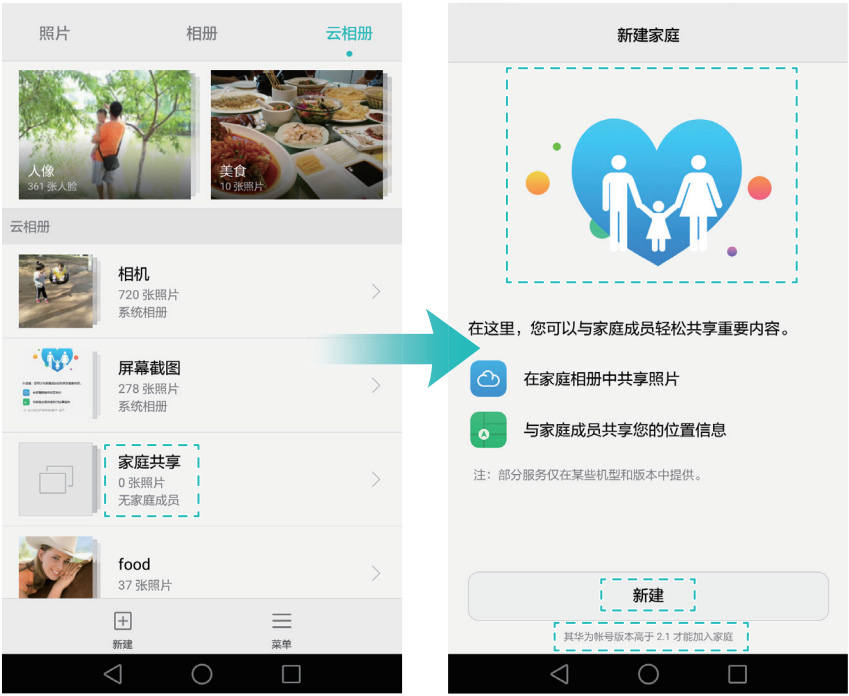 照片
相册
云相册
人像
361 张人脸
美食
10 张照片
云相册
相机
720 张照片
系统相册
屏幕截图
278 张照片
系统相册
家庭共享
0 张照片
无家庭成员
food
37 张照片
新建
菜单
新建家庭
在这里，您可以与家庭成员轻松共享重要内容。
在家庭相册中共享照片
A
与家庭成员共享您的位置信息
注：部分服务仅在某些机型和版本中提供。
新建
其华为帐号版本高于 2.1 才能加入家庭